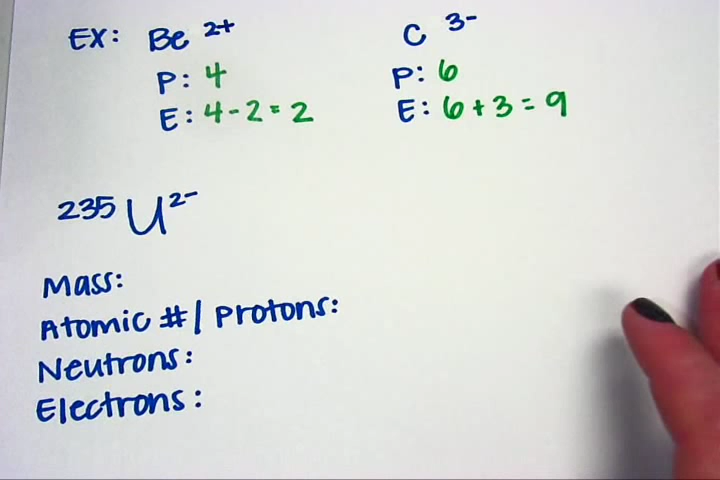 EX: Be 2+
P: 4
E: 4-2=2
C 3-
P: 6
E: 6+3=9
235 U 2-
Mass:
Atomic #/Protons:
Neutrons:
Electrons: